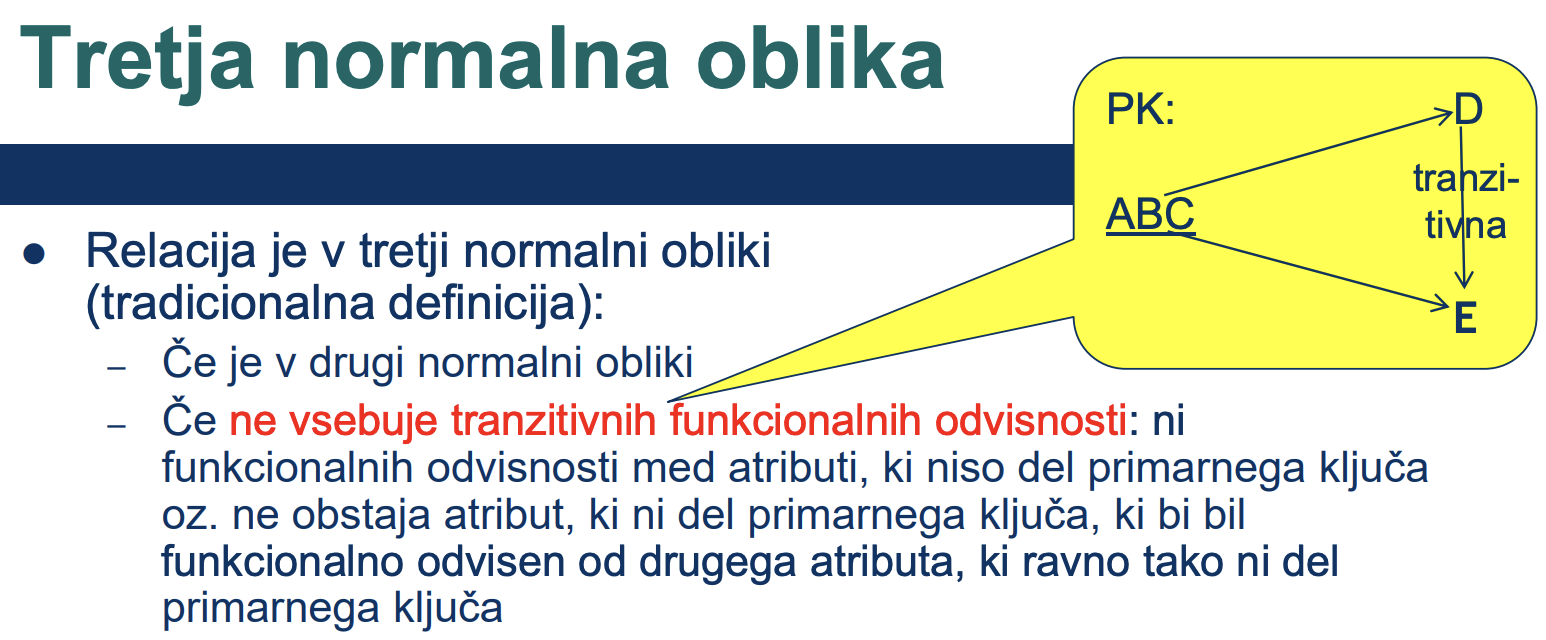 Tretja normalna oblika
PK:
D
tranzi-
tivna
ABC
E
● Relacija je v tretji normalni obliki
(tradicionalna definicija):
– Če je v drugi normalni obliki
– Če ne vsebuje tranzitivnih funkcionalnih odvisnosti: ni
funkcionalnih odvisnosti med atributi, ki niso del primarnega ključa
oz. ne obstaja atribut, ki ni del primarnega ključa, ki bi bil
funkcionalno odvisen od drugega atributa, ki ravno tako ni del
primarnega ključa